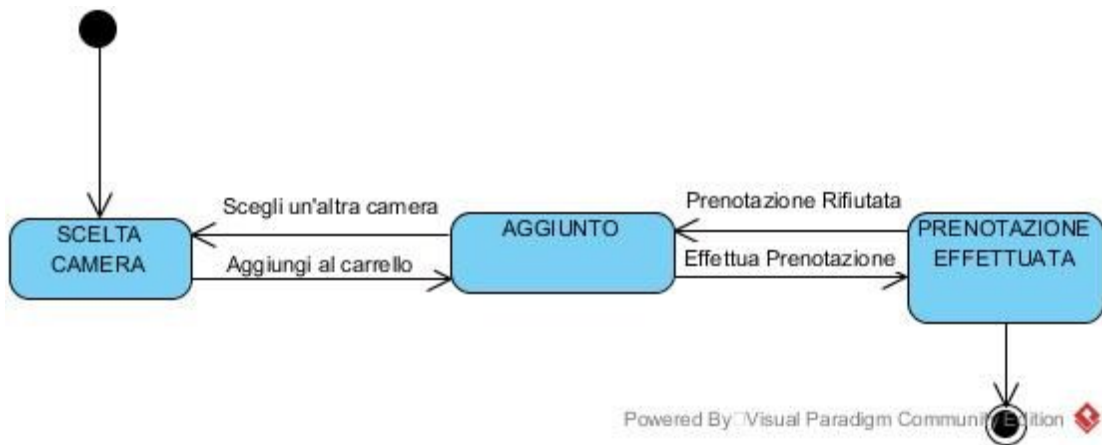 Scegli un'altra camera
Prenotazione Rifiutata
SCELTA
CAMERA
AGGIUNTO
PRENOTAZIONE
EFFETTUATA
Aggiungi al carrello
Effettua Prenotazione
Powered By Visual Paradigm Community Edition